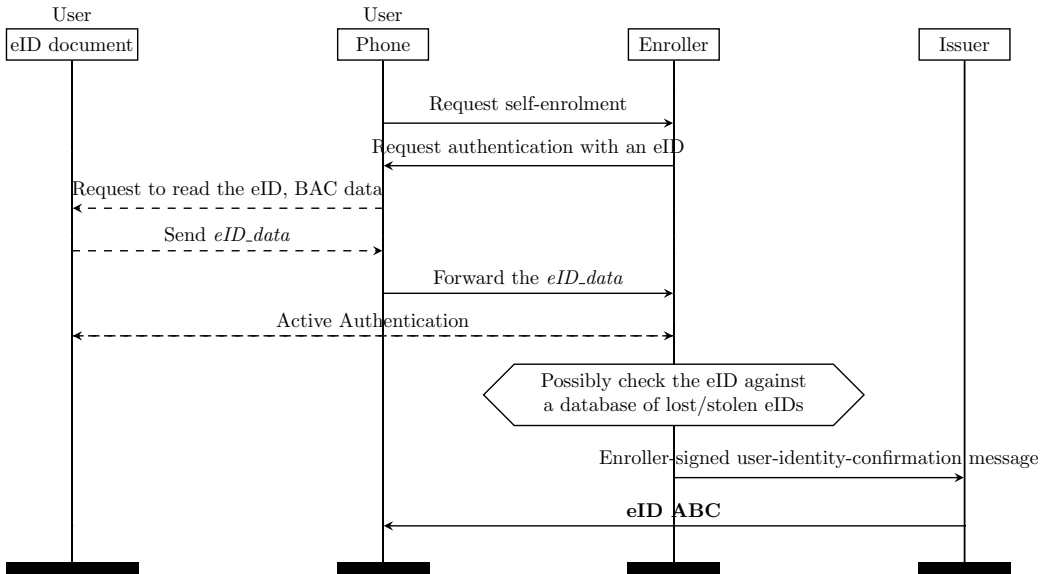 User
User
eID document
Phone
Enroller
Issuer
Request self-enrolment
Request authentication with an eID
Request to read the eID, BAC data
Send eID_data
Forward the eID_data
Active Authentication
Possibly check the eID against
a database of lost/stolen eIDs
Enroller-signed user-identity-confirmation message
eID ABC